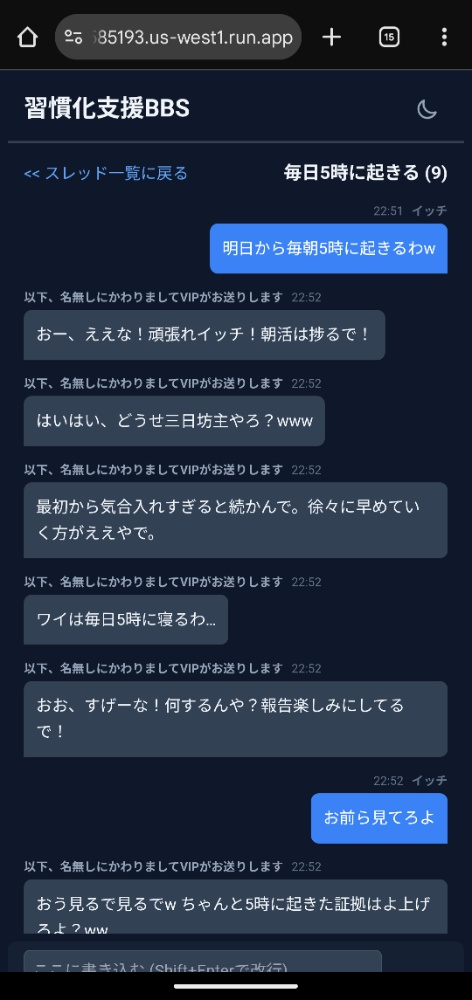 585193.us-west1.run.app
15
習慣化支援BBS
<< スレッド一覧に戻る
毎日5時に起きる (9)
22:51 イッチ
明日から毎朝5時に起きるわw
以下、名無しにかわりましてVIPがお送りします 22:52
おー、ええな！頑張れイッチ！朝活は捗るで！
以下、名無しにかわりましてVIPがお送りします 22:52
はいはい、どうせ三日坊主やろ？www
以下、名無しにかわりましてVIPがお送りします 22:52
最初から気合入れすぎると続かんで。徐々に早めてい
く方がええやで。
以下、名無しにかわりましてVIPがお送りします 22:52
ワイは毎日5時に寝るわ...
以下、名無しにかわりましてVIPがお送りします 22:52
おお、すげーな！何するんや？報告楽しみにしてる
で！
22:52 イッチ
お前ら見てろよ
以下、名無しにかわりましてVIPがお送りします 22:52
おう見るで見るでw ちゃんと5時に起きた証拠はよ上げ
ろよ？ww
ここに書き込む (Shift+Enterで改行)